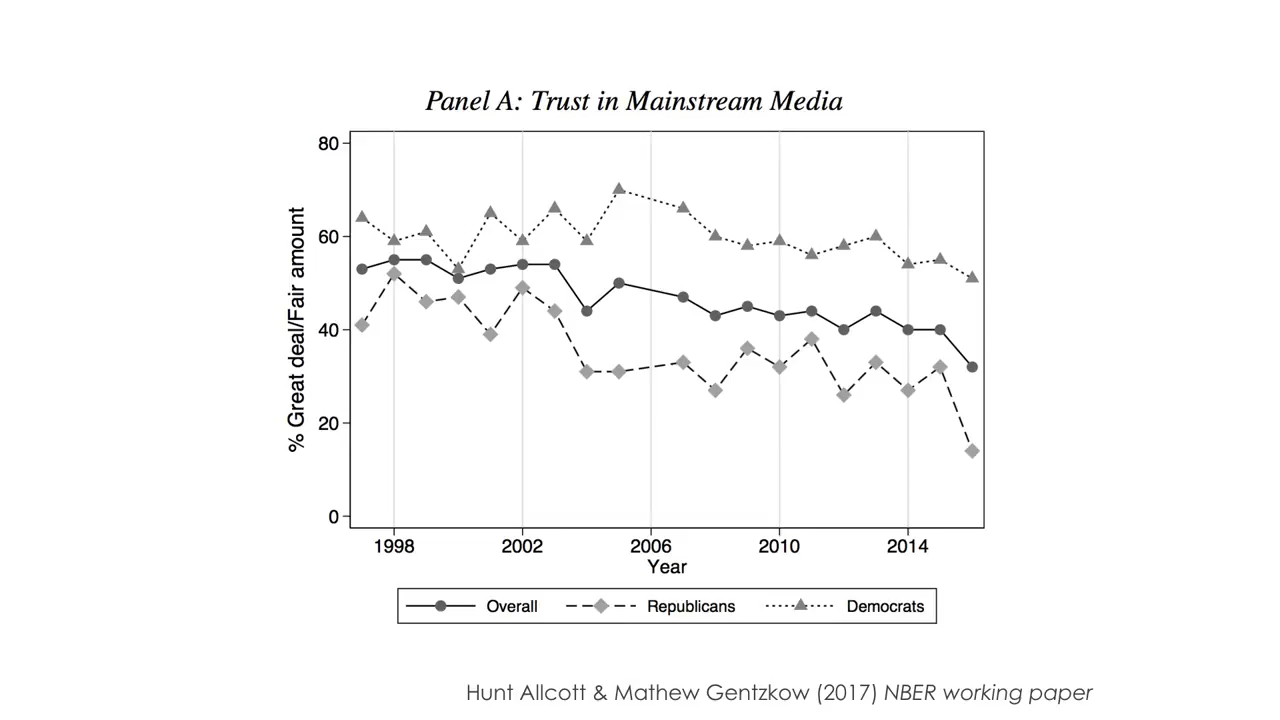 Panel A: Trust in Mainstream Media
% Great deal/Fair amount
80
60
40
20
0
1998 2002 2006 2010 2014
Year
Overall Republicans Democrats
Hunt Allcott & Mathew Gentzkow (2017) NBER working paper